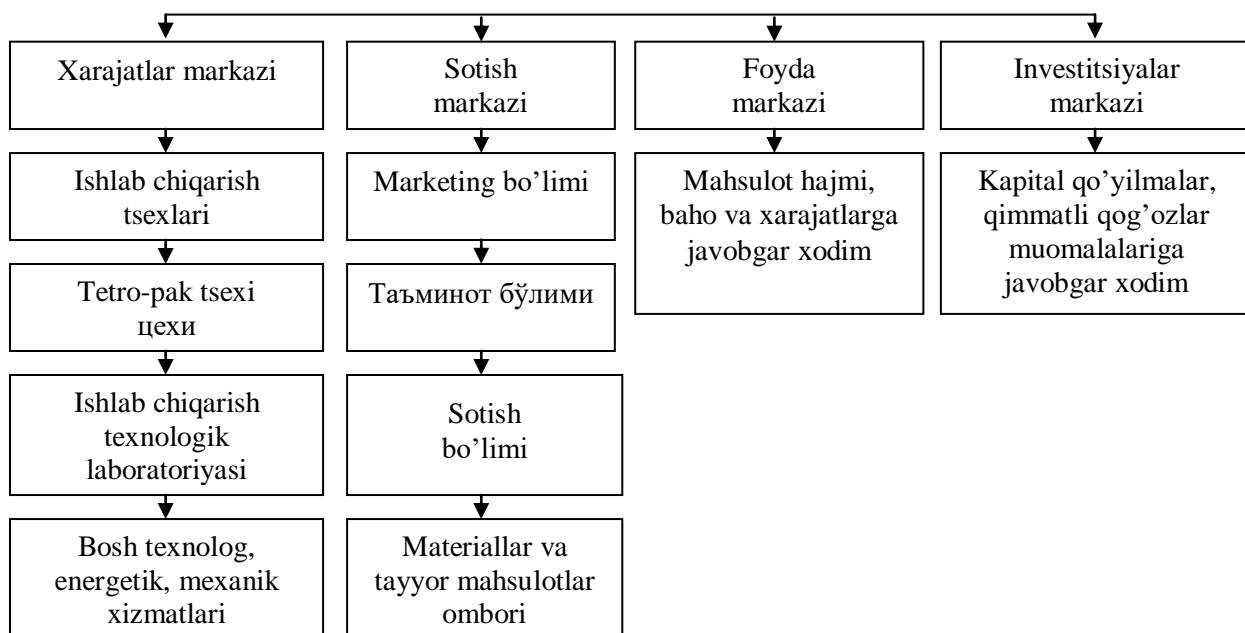 Xarajatlar markazi
Sotish
markazi
Foyda
markazi
Investitsiyalar
markazi
Ishlab chiqarish
tsexlari
Marketing bo’limi
Mahsulot hajmi,
baho va xarajatlarga
javobgar xodim
Kapital qo’yilmalar,
qimmatli qog’ozlar
muomalalariga
javobgar xodim
Tetro-pak tsexi
цехи
Таъминот бўлими
Ishlab chiqarish
texnologik
laboratoriyasi
Sotish
bo’limi
Bosh texnolog,
energetik, mexanik
xizmatlari
Materiallar va
tayyor mahsulotlar
ombori